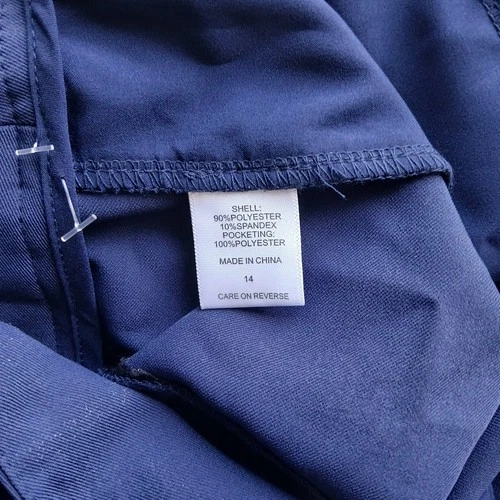 SHELL:
90%POLYESTER
10%SPANDEX
POCKETING:
100%POLYESTER
MADE IN CHINA
14
CARE ON REVERSE